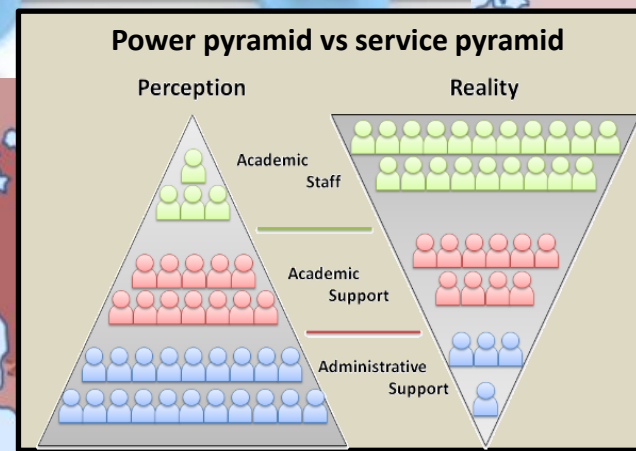 Power pyramid vs service pyramid
Perception
Reality
Academic
Staff
Academic
Support
Administrative
Support